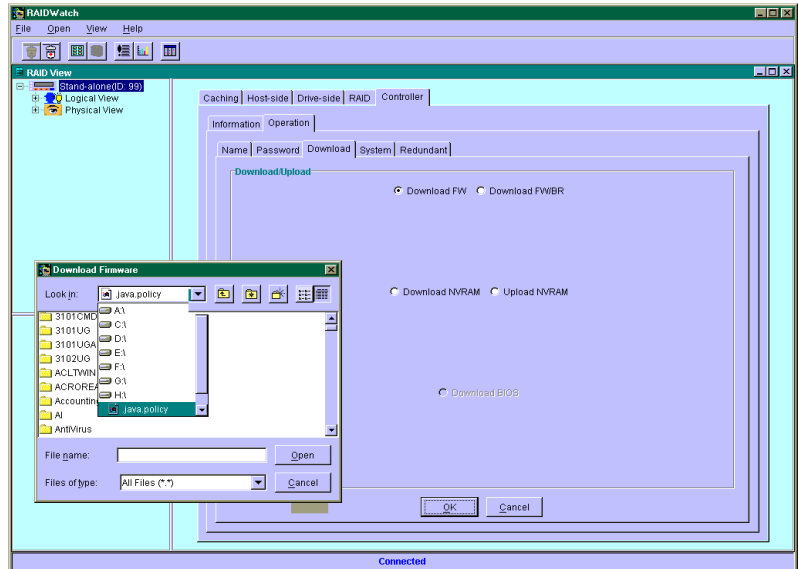 RAIDWatch
File Open View Help
RAID View
Stand-alone(ID: 99)
Logical View
Physical View
Caching Host-side Drive-side RAID Controller
Information Operation
Name Password Download System Redundant
Download/Upload
Download FW Download FW/BR
Download NVRAM Upload NVRAM
Download BIOS
OK Cancel
Download Firmware
Look in: .java.policy
3101CMD
3101UG
3101UGA
3102UG
ACLTWIN
ACROREA
Accounting
AI
AntiVirus
A:\
C:\
D:\
E:\
F:\
G:\
H:\
.java.policy
File name: Open
Files of type: All Files (*.*) Cancel
Connected